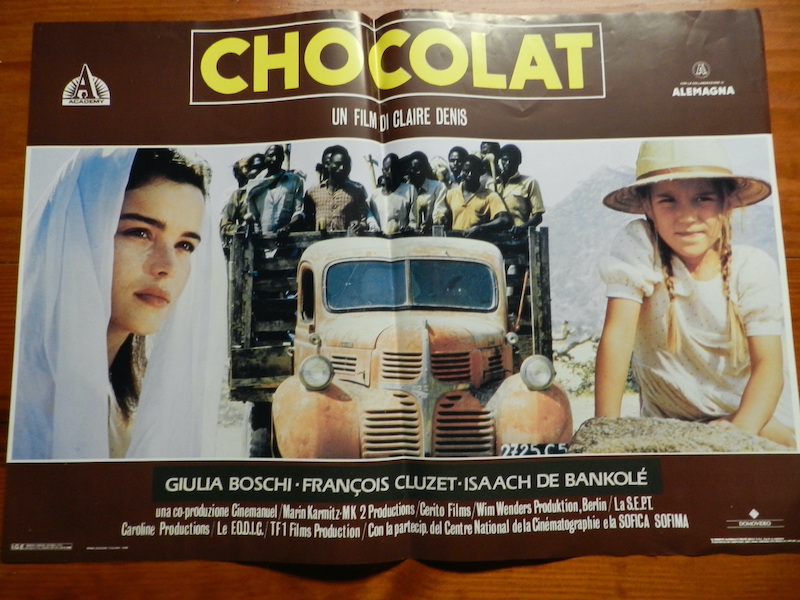 CHOCOLAT
ACADEMY
ALEMAGNA
UN FILM DI CLAIRE DENIS
2725 C5
GIULIA BOSCHI · FRANÇOIS CLUZET · ISAACH DE BANKOLÉ
una co-produzione Cinemanuel / Marin Karmitz-MK 2 Productions / Cerito Films / Wim Wenders Produktion, Berlin / La S.E.P.T.
Caroline Productions / Le F.O.D.I.C. / TF1 Films Production / Con la partecip. del Centre National de la Cinématographie e la SOFICA SOFIMA
DOMOVIDEO